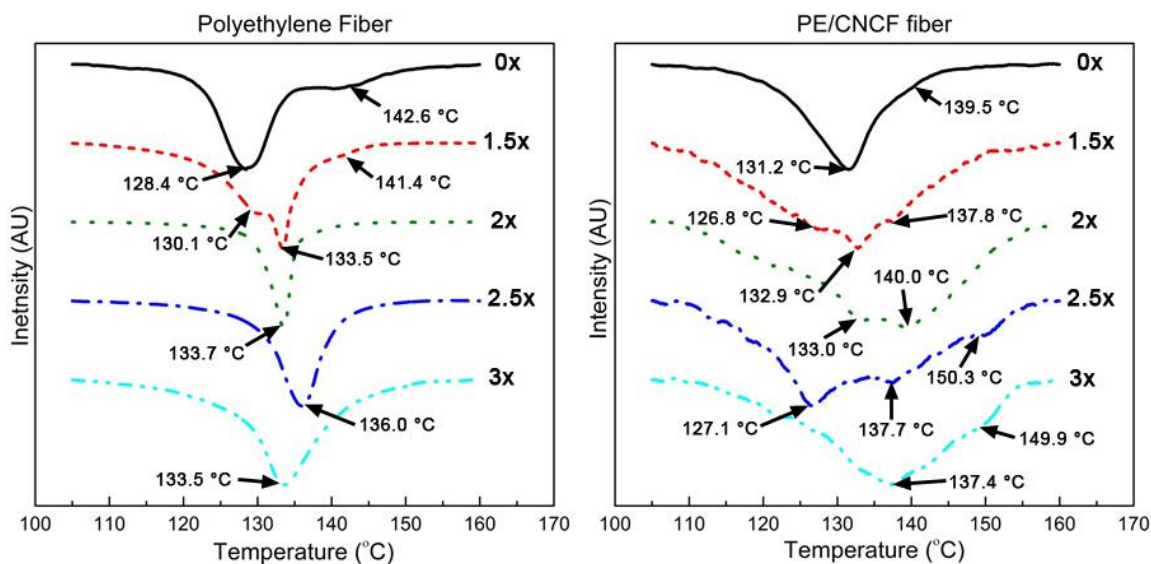 Polyethylene Fiber
0x
142.6 °C
1.5x
128.4 °C
141.4 °C
130.1 °C
2x
133.5 °C
2.5x
133.7 °C
136.0 °C
3x
133.5 °C
Inetnsity (AU)
100 110 120 130 140 150 160 170
Temperature (°C)
PE/CNCF fiber
0x
139.5 °C
1.5x
131.2 °C
126.8 °C
137.8 °C
2x
132.9 °C
140.0 °C
2.5x
133.0 °C
150.3 °C
3x
127.1 °C
137.7 °C
149.9 °C
137.4 °C
Intensity (AU)
100 110 120 130 140 150 160 170
Temperature (°C)